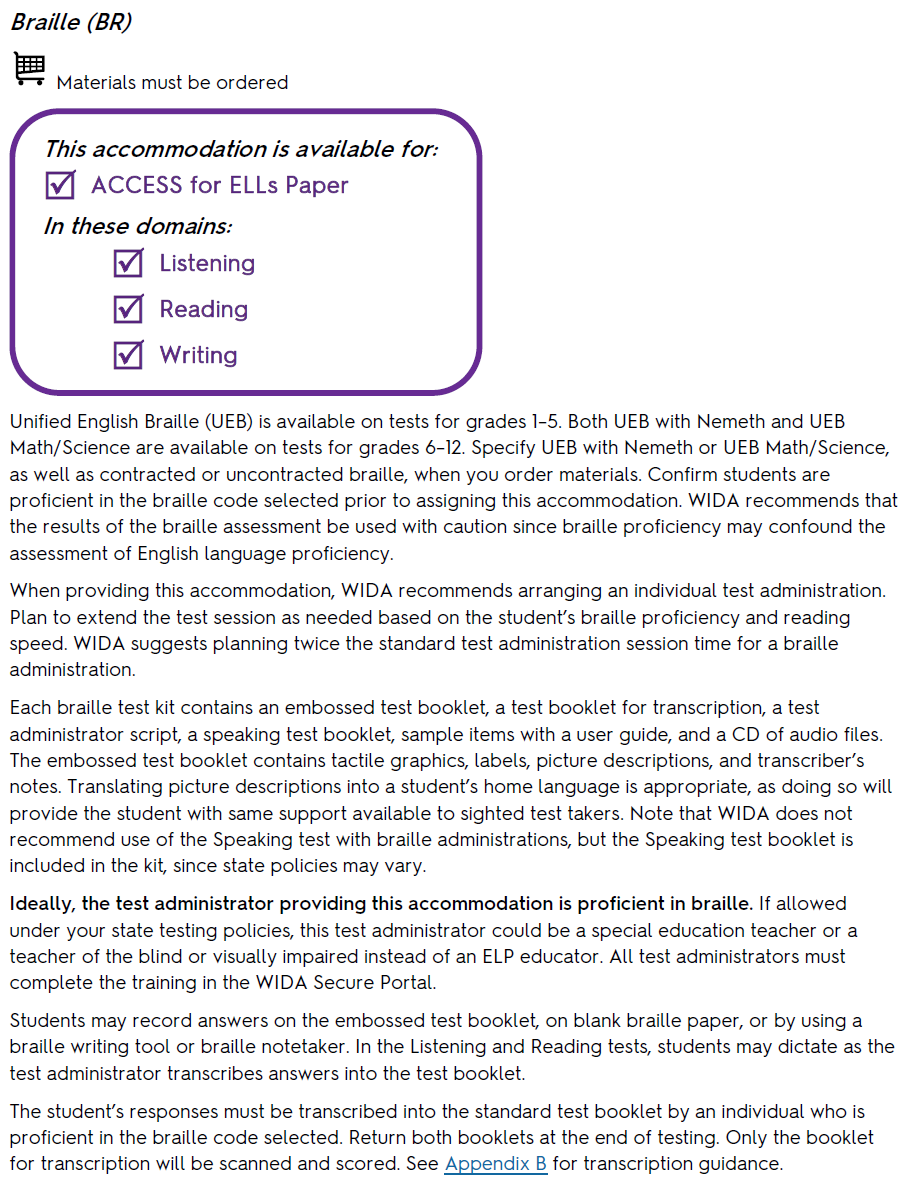 Braille (BR)
Materials must be ordered
This accommodation is available for:
ACCESS for ELLs Paper
In these domains:
Listening
Reading
Writing
Unified English Braille (UEB) is available on tests for grades 1–5. Both UEB with Nemeth and UEB
Math/Science are available on tests for grades 6–12. Specify UEB with Nemeth or UEB Math/Science,
as well as contracted or uncontracted braille, when you order materials. Confirm students are
proficient in the braille code selected prior to assigning this accommodation. WIDA recommends that
the results of the braille assessment be used with caution since braille proficiency may confound the
assessment of English language proficiency.
When providing this accommodation, WIDA recommends arranging an individual test administration.
Plan to extend the test session as needed based on the student's braille proficiency and reading
speed. WIDA suggests planning twice the standard test administration session time for a braille
administration.
Each braille test kit contains an embossed test booklet, a test booklet for transcription, a test
administrator script, a speaking test booklet, sample items with a user guide, and a CD of audio files.
The embossed test booklet contains tactile graphics, labels, picture descriptions, and transcriber's
notes. Translating picture descriptions into a student's home language is appropriate, as doing so will
provide the student with same support available to sighted test takers. Note that WIDA does not
recommend use of the Speaking test with braille administrations, but the Speaking test booklet is
included in the kit, since state policies may vary.
Ideally, the test administrator providing this accommodation is proficient in braille. If allowed
under your state testing policies, this test administrator could be a special education teacher or a
teacher of the blind or visually impaired instead of an ELP educator. All test administrators must
complete the training in the WIDA Secure Portal.
Students may record answers on the embossed test booklet, on blank braille paper, or by using a
braille writing tool or braille notetaker. In the Listening and Reading tests, students may dictate as the
test administrator transcribes answers into the test booklet.
The student's responses must be transcribed into the standard test booklet by an individual who is
proficient in the braille code selected. Return both booklets at the end of testing. Only the booklet
for transcription will be scanned and scored. See Appendix B for transcription guidance.